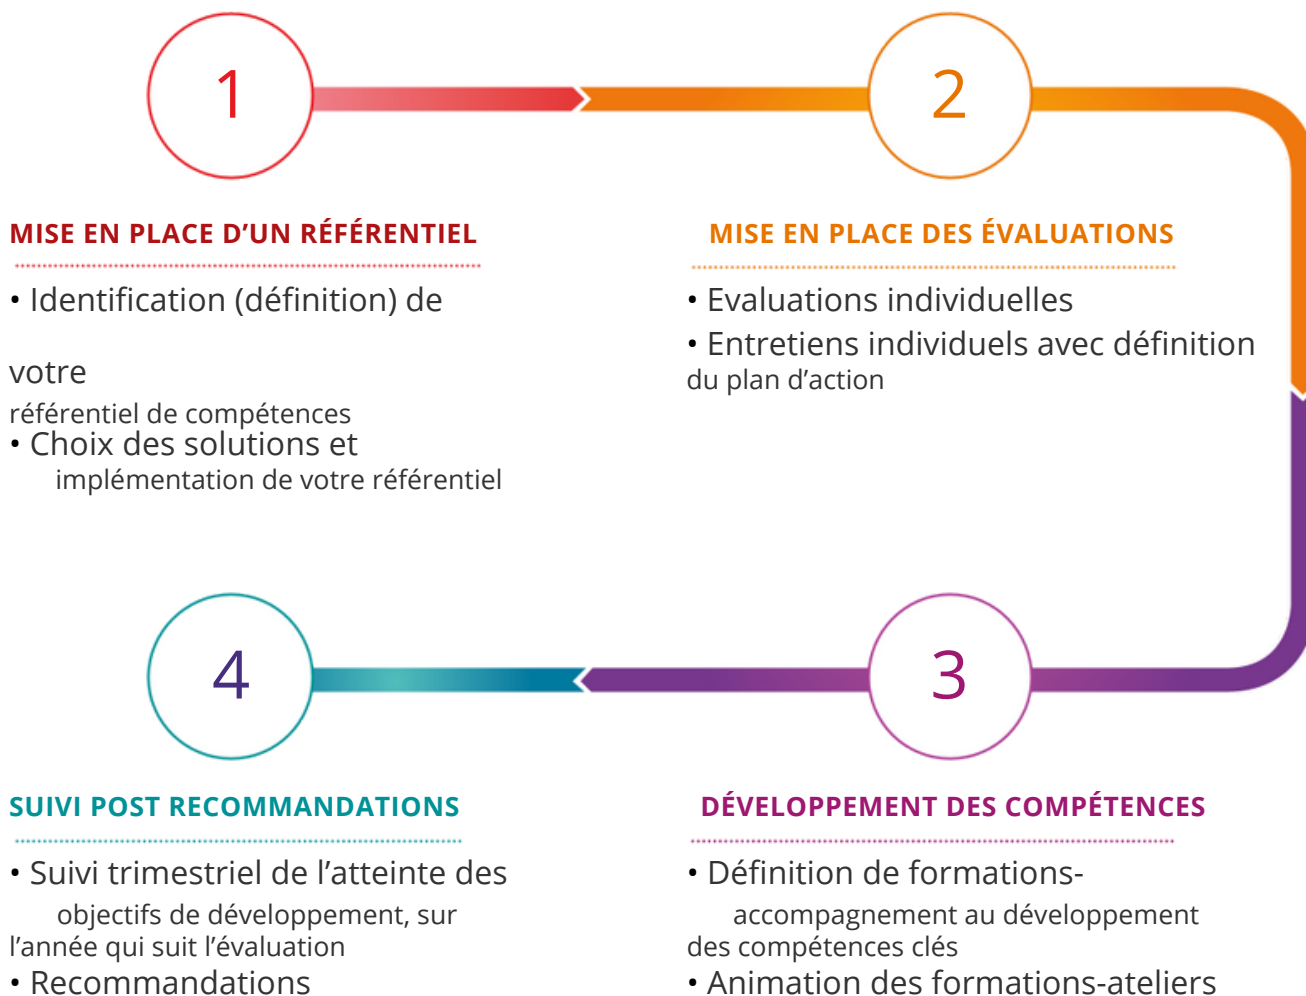 1
MISE EN PLACE D’UN RÉFÉRENTIEL
• Identification (définition) de
votre
référentiel de compétences
• Choix des solutions et
implémentation de votre référentiel
2
MISE EN PLACE DES ÉVALUATIONS
• Evaluations individuelles
• Entretiens individuels avec définition
du plan d’action
3
DÉVELOPPEMENT DES COMPÉTENCES
• Définition de formations-
accompagnement au développement
des compétences clés
• Animation des formations-ateliers
4
SUIVI POST RECOMMANDATIONS
• Suivi trimestriel de l’atteinte des
objectifs de développement, sur
l’année qui suit l’évaluation
• Recommandations